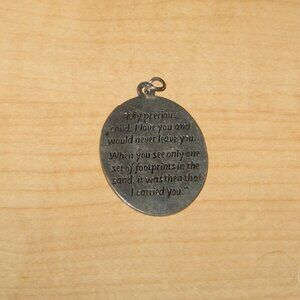 "My precious
child, I love you and
would never leave you...
When you see only one
set of footprints in the
sand, it was then that
I carried you."